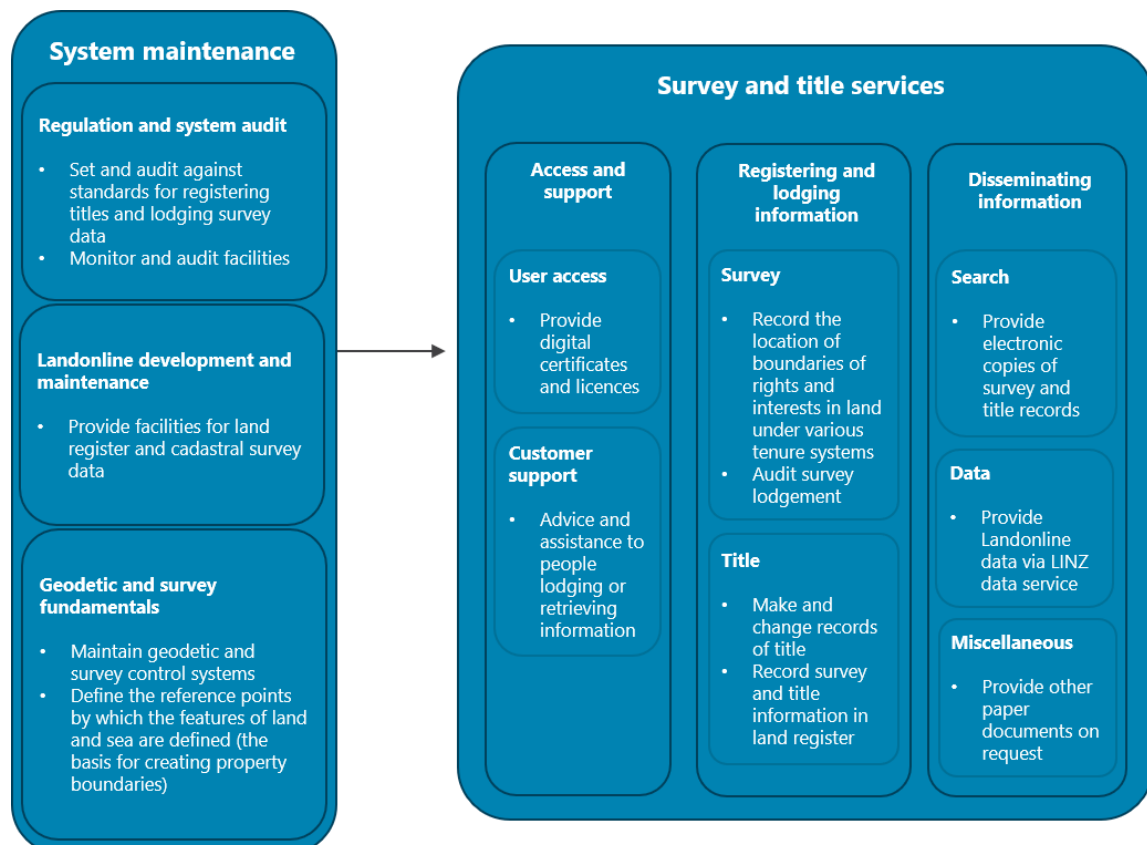 System maintenance
Regulation and system audit
• Set and audit against
standards for registering
titles and lodging survey
data
• Monitor and audit facilities
Landonline development and
maintenance
• Provide facilities for land
register and cadastral survey
data
Geodetic and survey
fundamentals
• Maintain geodetic and
survey control systems
• Define the reference points
by which the features of land
and sea are defined (the
basis for creating property
boundaries)
Survey and title services
Access and
support
User access
• Provide
digital
certificates
and licences
Customer
support
• Advice and
assistance to
people
lodging or
retrieving
information
Registering and
lodging
information
Survey
• Record the
location of
boundaries of
rights and
interests in land
under various
tenure systems
• Audit survey
lodgement
Title
• Make and
change records
of title
• Record survey
and title
information in
land register
Disseminating
information
Search
• Provide
electronic
copies of
survey and
title records
Data
• Provide
Landonline
data via LINZ
data service
Miscellaneous
• Provide other
paper
documents on
request